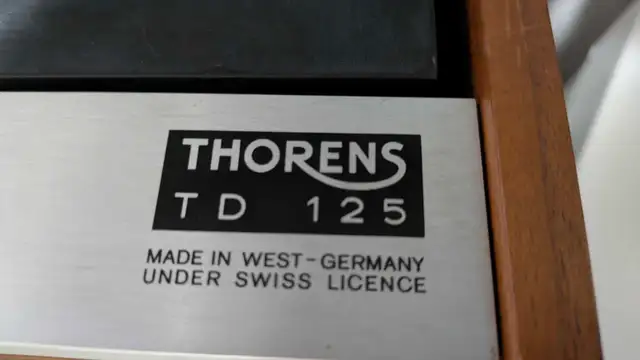 THORENS
TD 125
MADE IN WEST-GERMANY
UNDER SWISS LICENCE